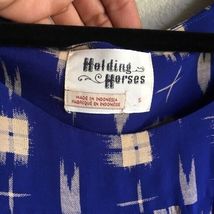 Holding
Horses
S
MADE IN INDONESIA
FABRIQUÉ EN INDONÉSIE